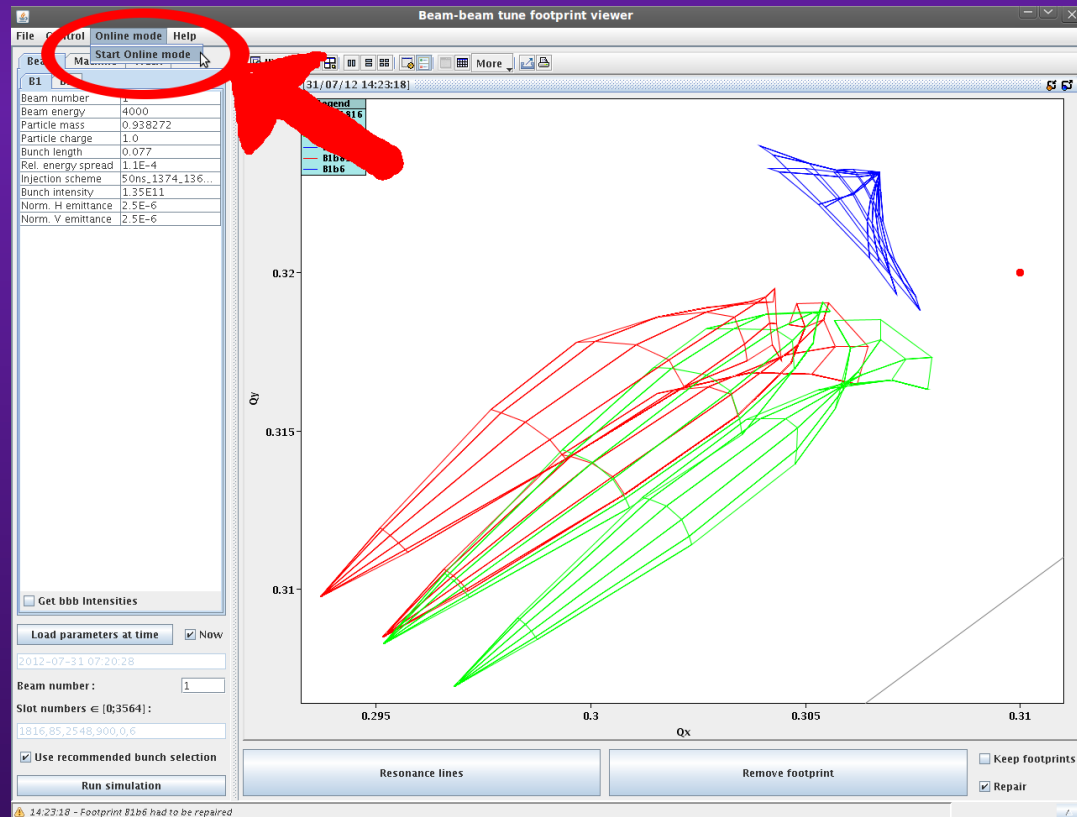 Beam-beam tune footprint viewer
File Control Online mode Help
Start Online mode
More
B1
31/07/12 14:23:18]
Legend
816
B1b6
Beam number 1
Beam energy 4000
Particle mass 0.938272
Particle charge 1.0
Bunch length 0.077
Rel. energy spread 1.1E-4
Injection scheme 50ns_1374_136...
Bunch intensity 1.35E11
Norm. H emittance 2.5E-6
Norm. V emittance 2.5E-6
Get bbb Intensities
Load parameters at time Now
2012-07-31 07:20:28
Beam number : 1
Slot numbers ∈ [0;3564] :
1816,85,2548,900,0,6
Use recommended bunch selection
Run simulation
Qy
0.32
0.315
0.31
0.295 0.3 0.305 0.31
Qx
Resonance lines Remove footprint
Keep footprints
Repair
14:23:18 - Footprint B1b6 had to be repaired